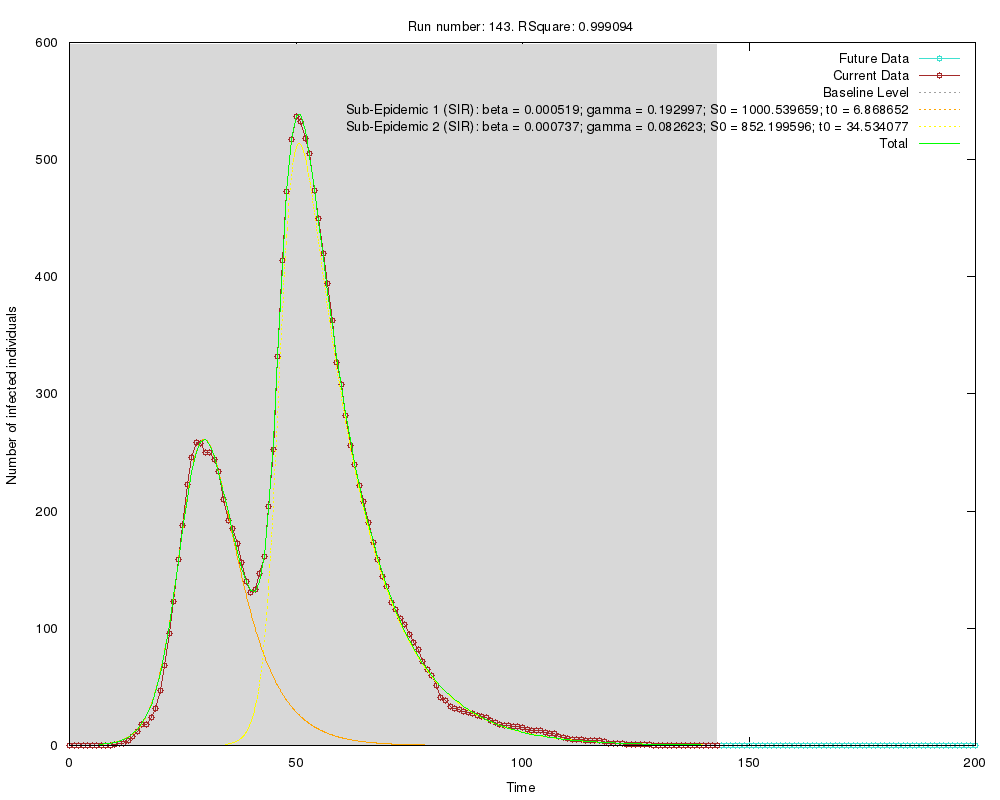 Run number: 143. RSquare: 0.999094
600
500
400
300
200
100
0
Number of infected individuals
Future Data
Current Data
Baseline Level
Sub-Epidemic 1 (SIR): beta = 0.000519; gamma = 0.192997; S0 = 1000.539659; t0 = 6.868652
Sub-Epidemic 2 (SIR): beta = 0.000737; gamma = 0.082623; S0 = 852.199596; t0 = 34.534077
Total
0 50 100 150 200
Time